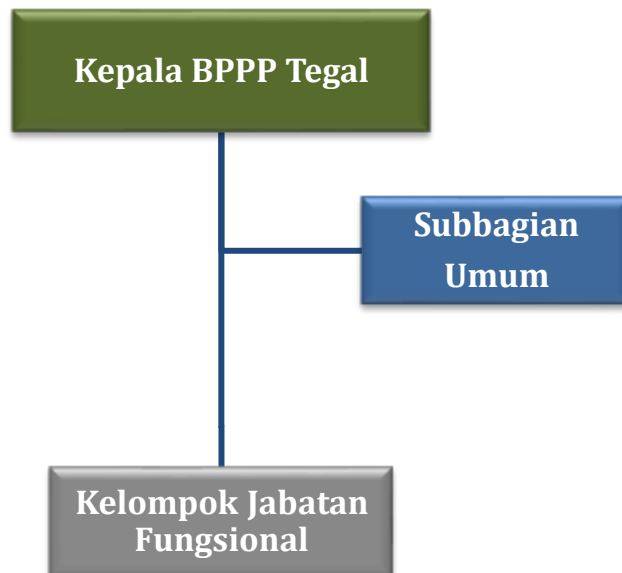 Kepala BPPP Tegal
Subbagian
Umum
Kelompok Jabatan
Fungsional